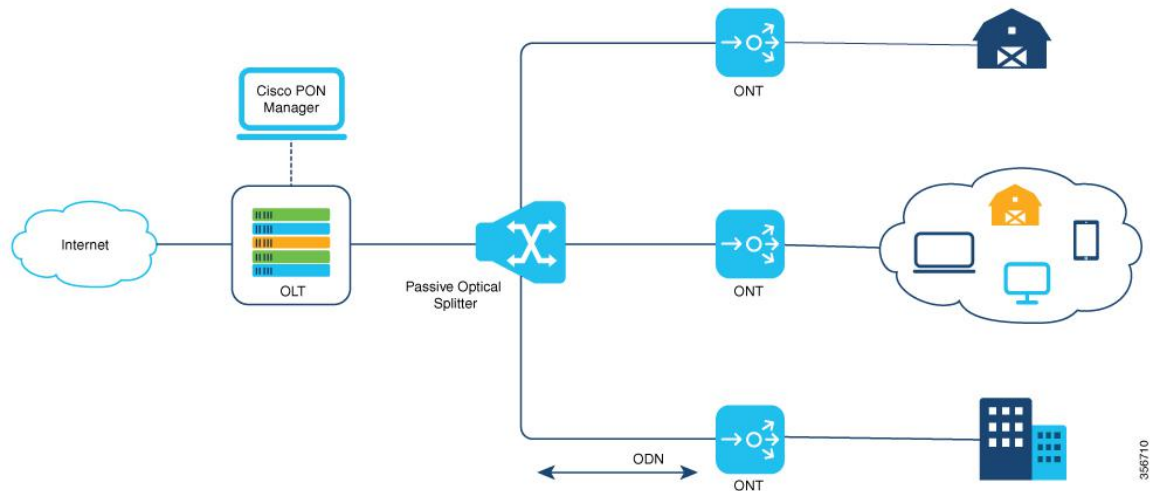 ONT
Cisco PON
Manager
Internet
OLT
Passive Optical
Splitter
ONT
ODN
ONT
356710